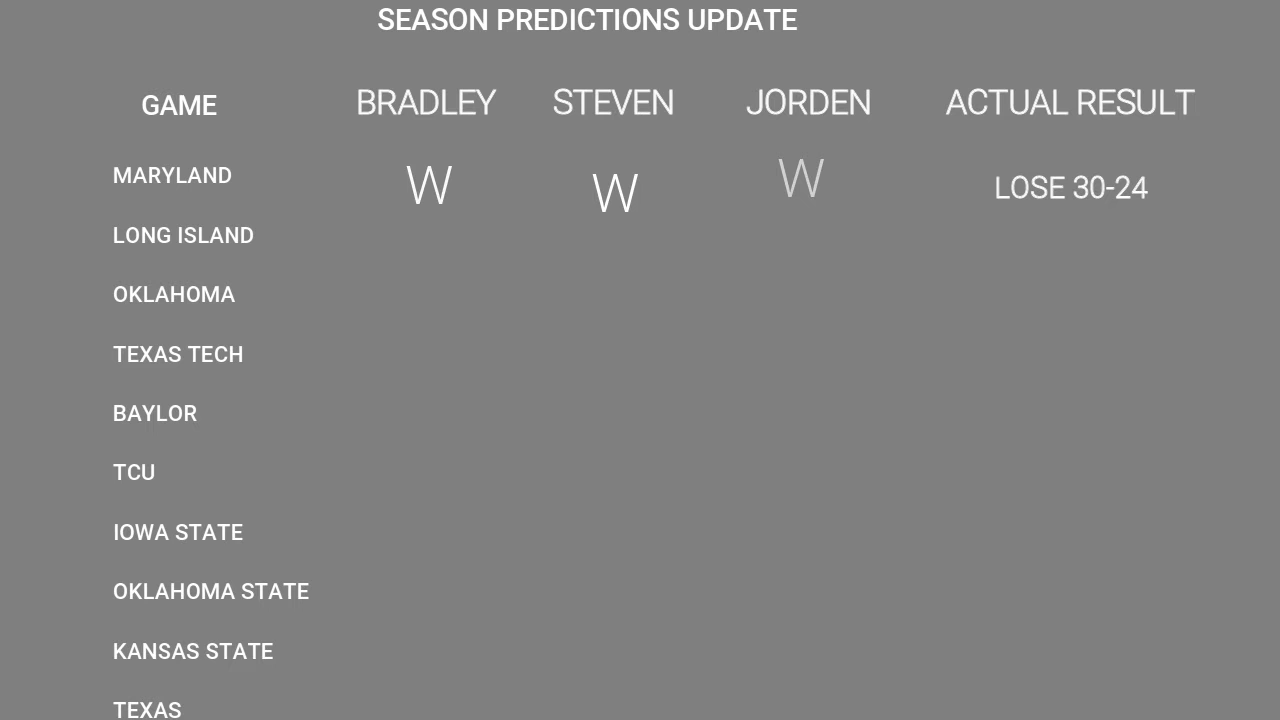 SEASON PREDICTIONS UPDATE
GAME BRADLEY STEVEN JORDEN ACTUAL RESULT
MARYLAND W W W LOSE 30-24
LONG ISLAND
OKLAHOMA
TEXAS TECH
BAYLOR
TCU
IOWA STATE
OKLAHOMA STATE
KANSAS STATE
TEXAS